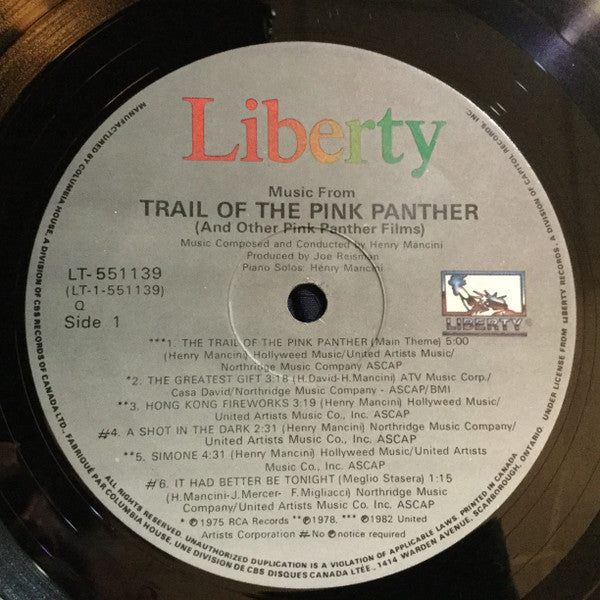 Liberty
Music From
TRAIL OF THE PINK PANTHER
(And Other Pink Panther Films)
Music Composed and Conducted by Henry Mancini
Produced by Joe Reisman
Piano Solos: Henry Mancini
LT-551139
(LT-1-551139)
Q
Side 1
LIBERTY
***1. THE TRAIL OF THE PINK PANTHER (Main Theme) 5:00
(Henry Mancini) Hollyweed Music/United Artists Music/
Northridge Music Company ASCAP
*2. THE GREATEST GIFT 3:18 (H.David-H.Mancini) ATV Music Corp./
Casa David/Northridge Music Company - ASCAP/BMI
**3. HONG KONG FIREWORKS 3:19 (Henry Mancini) Hollyweed Music/
United Artists Music Co., Inc. ASCAP
#4. A SHOT IN THE DARK 2:31 (Henry Mancini) Northridge Music Company/
United Artists Music Co., Inc. ASCAP
**5. SIMONE 4:31 (Henry Mancini) Hollyweed Music/United Artists
Music Co., Inc. ASCAP
#6. IT HAD BETTER BE TONIGHT (Meglio Stasera) 1:15
(H.Mancini-J.Mercer- F.Migliacci) Northridge Music
Company/United Artists Music Co., Inc. ASCAP
* ℗ 1975 RCA Records ** ℗ 1978. *** ℗ 1982 United
Artists Corporation # No ℗ notice required
MANUFACTURED BY COLUMBIA HOUSE, A DIVISION OF CBS RECORDS OF CANADA LTD., FABRIQUÉ PAR COLUMBIA HOUSE, UNE DIVISION DE CBS DISQUES CANADA LTÉE., 1414 WARDEN AVENUE, SCARBOROUGH, ONTARIO. UNDER LICENSE FROM LIBERTY RECORDS A DIVISION OF CAPITOL RECORDS, INC.
ALL RIGHTS RESERVED. UNAUTHORIZED DUPLICATION IS A VIOLATION OF APPLICABLE LAWS. PRINTED IN CANADA